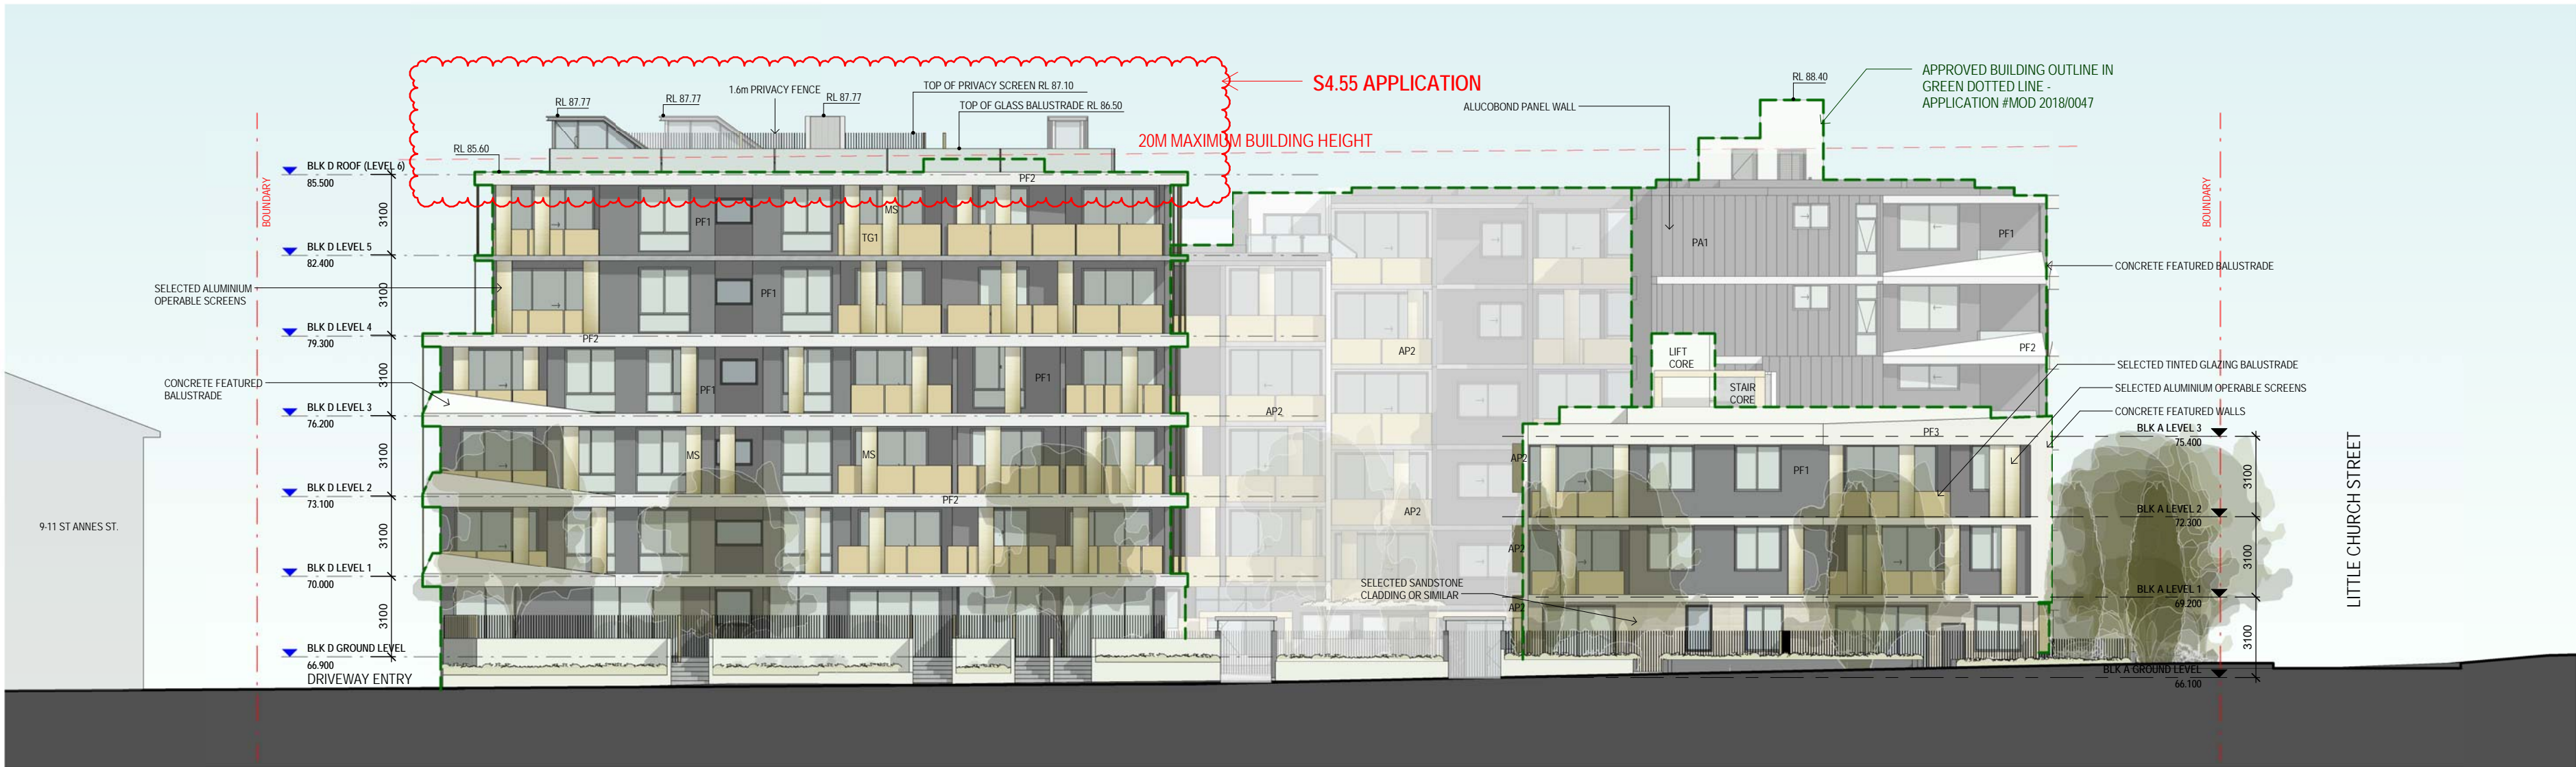 S4.55 APPLICATION
RL 88.40
APPROVED BUILDING OUTLINE IN
GREEN DOTTED LINE -
APPLICATION #MOD 2018/0047
1.6m PRIVACY FENCE
TOP OF PRIVACY SCREEN RL 87.10
RL 87.77
RL 87.77
RL 87.77
TOP OF GLASS BALUSTRADE RL 86.50
ALUCOBOND PANEL WALL
20M MAXIMUM BUILDING HEIGHT
RL 85.60
BLK D ROOF (LEVEL 6)
85.500
BOUNDARY
BOUNDARY
PF2
MS
PF1
TG1
3100
BLK D LEVEL 5
82.400
PA1
PF1
CONCRETE FEATURED BALUSTRADE
SELECTED ALUMINIUM
OPERABLE SCREENS
3100
PF1
BLK D LEVEL 4
79.300
PF2
AP2
LIFT
CORE
PF2
SELECTED TINTED GLAZING BALUSTRADE
CONCRETE FEATURED
BALUSTRADE
3100
PF1
PF1
STAIR
CORE
SELECTED ALUMINIUM OPERABLE SCREENS
AP2
CONCRETE FEATURED WALLS
BLK D LEVEL 3
76.200
PF3
BLK A LEVEL 3
75.400
3100
MS
MS
AP2
PF1
3100
LITTLE CHURCH STREET
BLK D LEVEL 2
73.100
PF2
AP2
BLK A LEVEL 2
72.300
9-11 ST ANNES ST.
3100
AP2
3100
BLK D LEVEL 1
70.000
SELECTED SANDSTONE
CLADDING OR SIMILAR
BLK A LEVEL 1
69.200
AP2
3100
3100
BLK D GROUND LEVEL
66.900
DRIVEWAY ENTRY
BLK A GROUND LEVEL
66.100